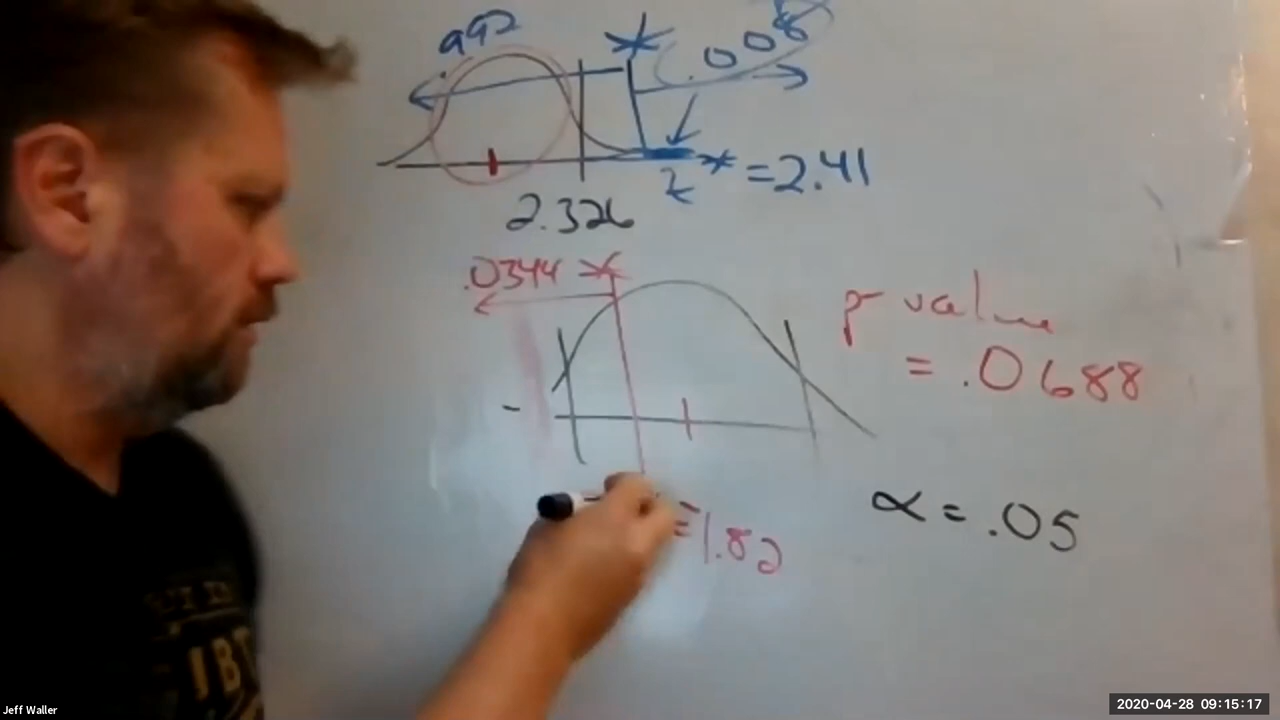 .992
.008
z* = 2.41
2.326
.0344
p value
= .0688
-
= -1.82
α = .05
Jeff Waller
2020-04-28 09:15:17